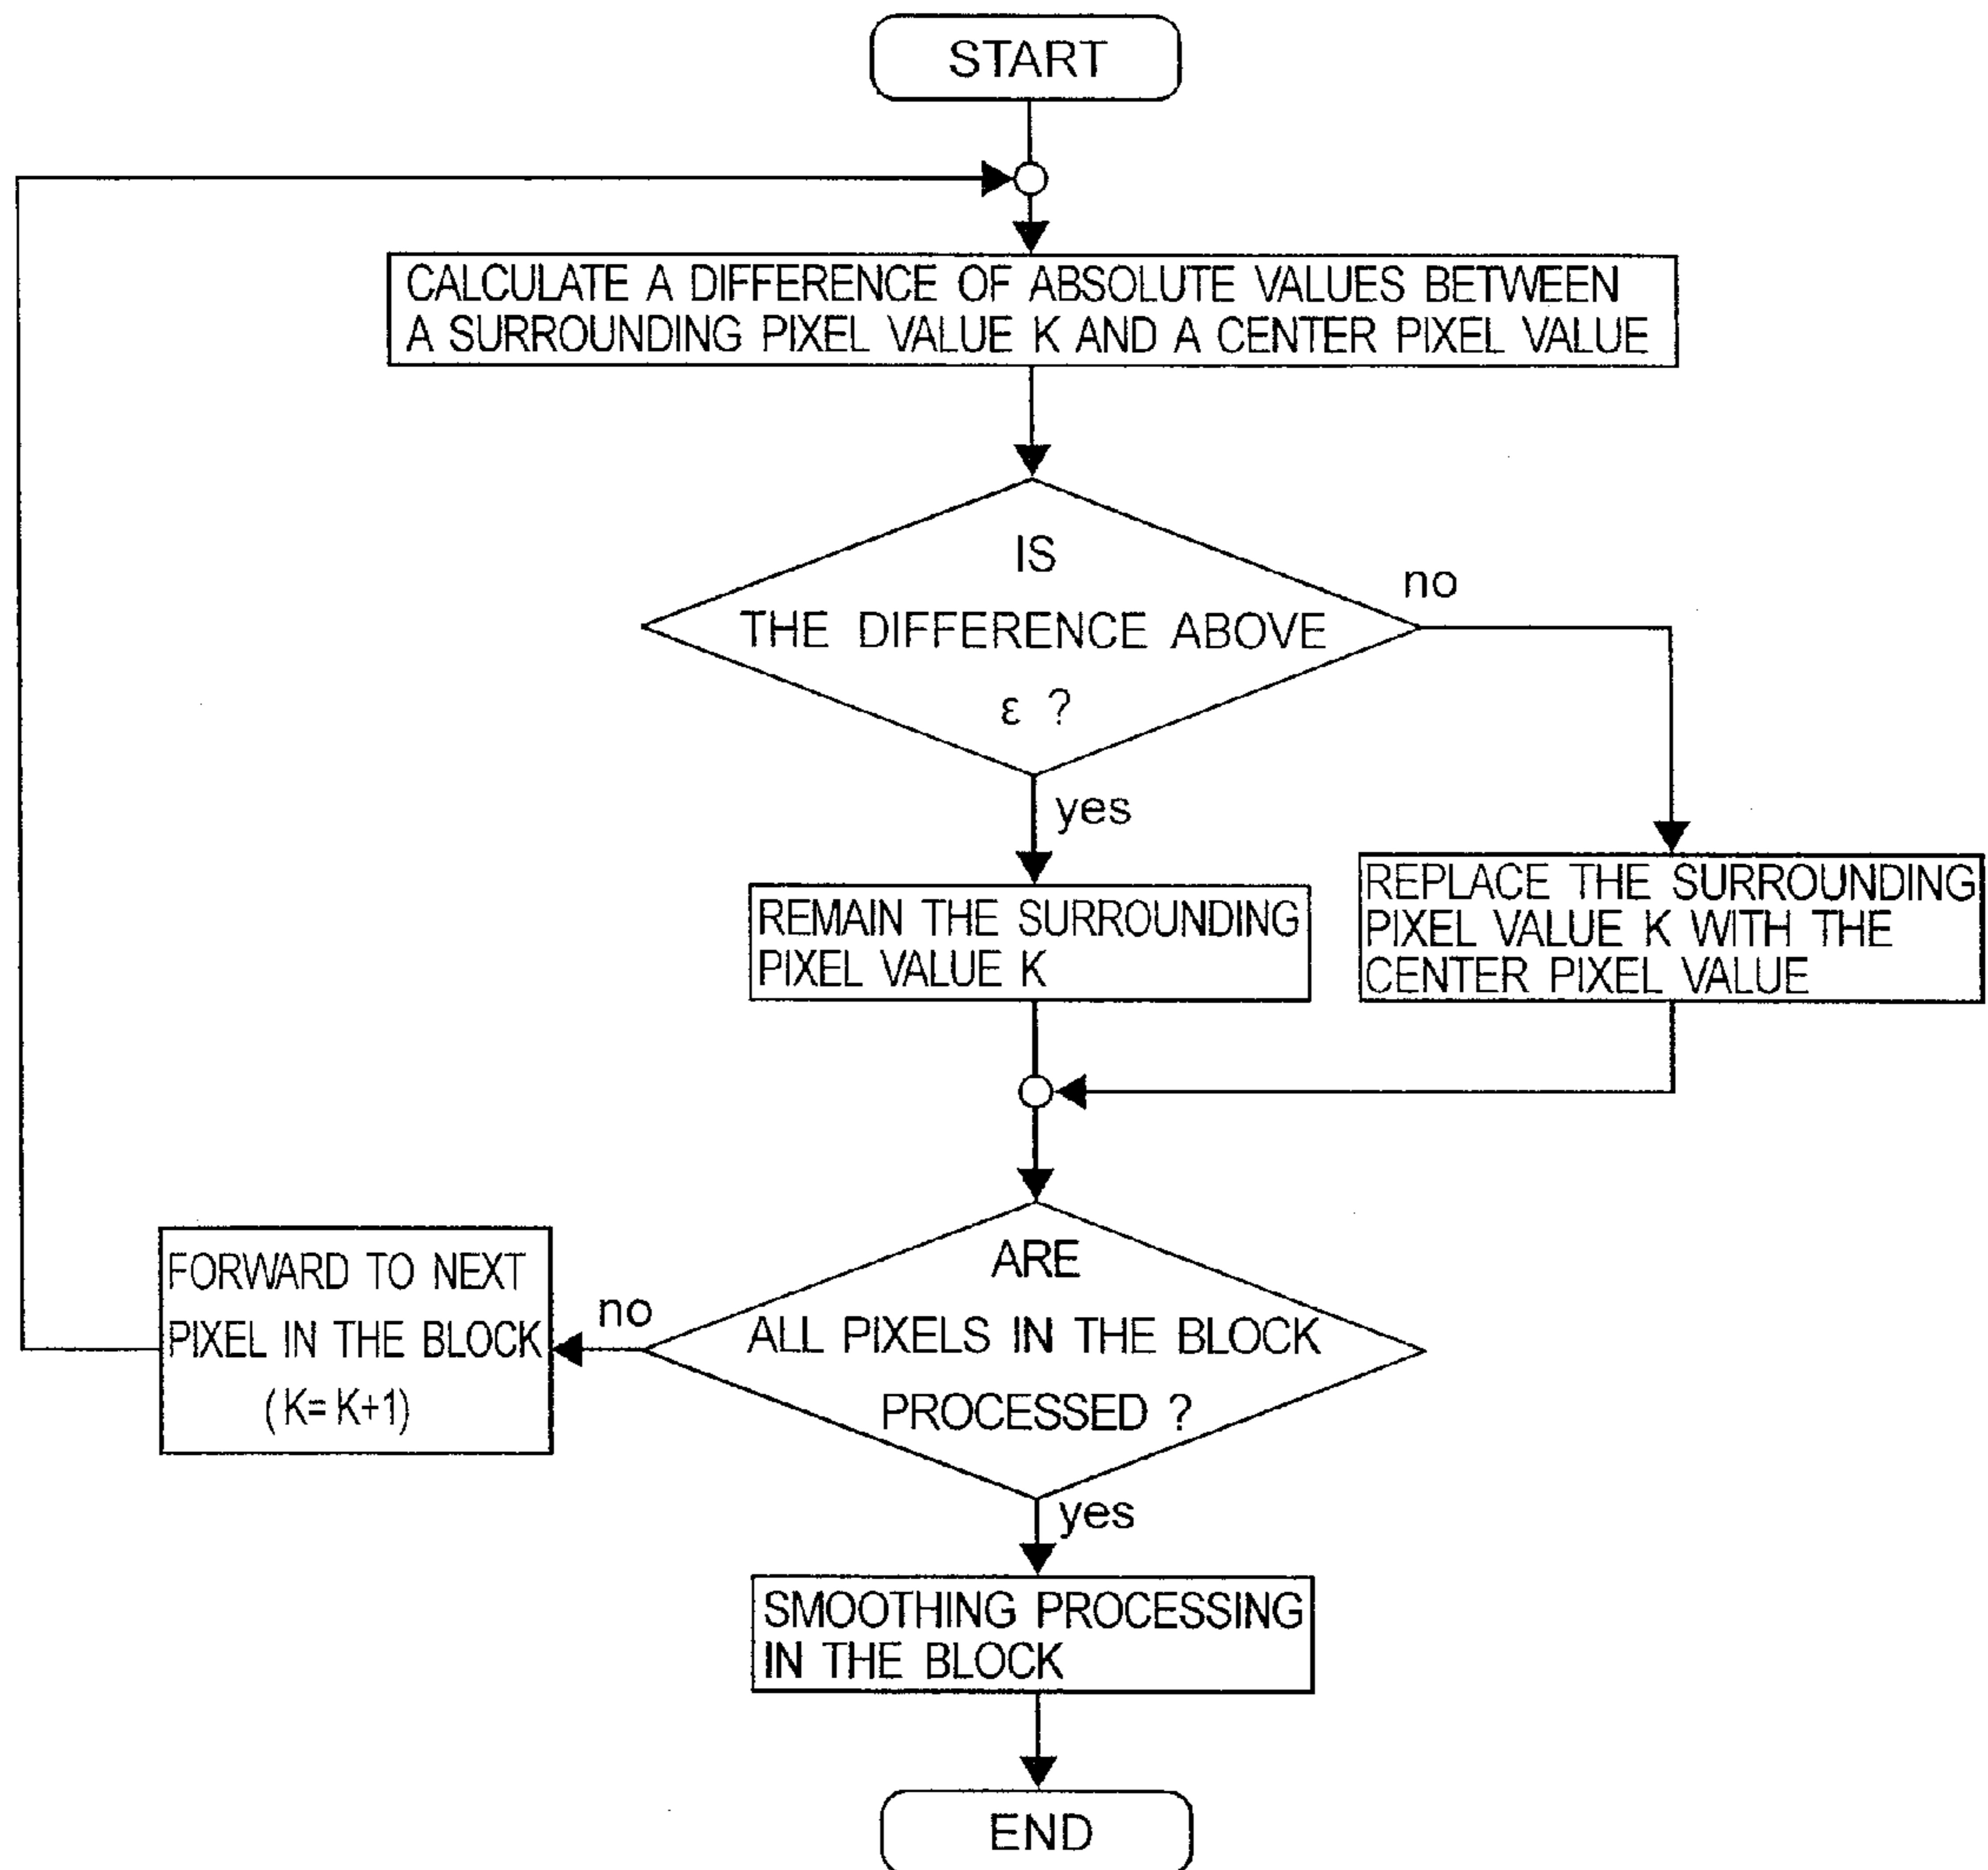 START
CALCULATE A DIFFERENCE OF ABSOLUTE VALUES BETWEEN
A SURROUNDING PIXEL VALUE K AND A CENTER PIXEL VALUE
IS
THE DIFFERENCE ABOVE
ε ?
no
yes
REMAIN THE SURROUNDING
PIXEL VALUE K
REPLACE THE SURROUNDING
PIXEL VALUE K WITH THE
CENTER PIXEL VALUE
ARE
ALL PIXELS IN THE BLOCK
PROCESSED ?
no
FORWARD TO NEXT
PIXEL IN THE BLOCK
( K= K+1)
yes
SMOOTHING PROCESSING
IN THE BLOCK
END